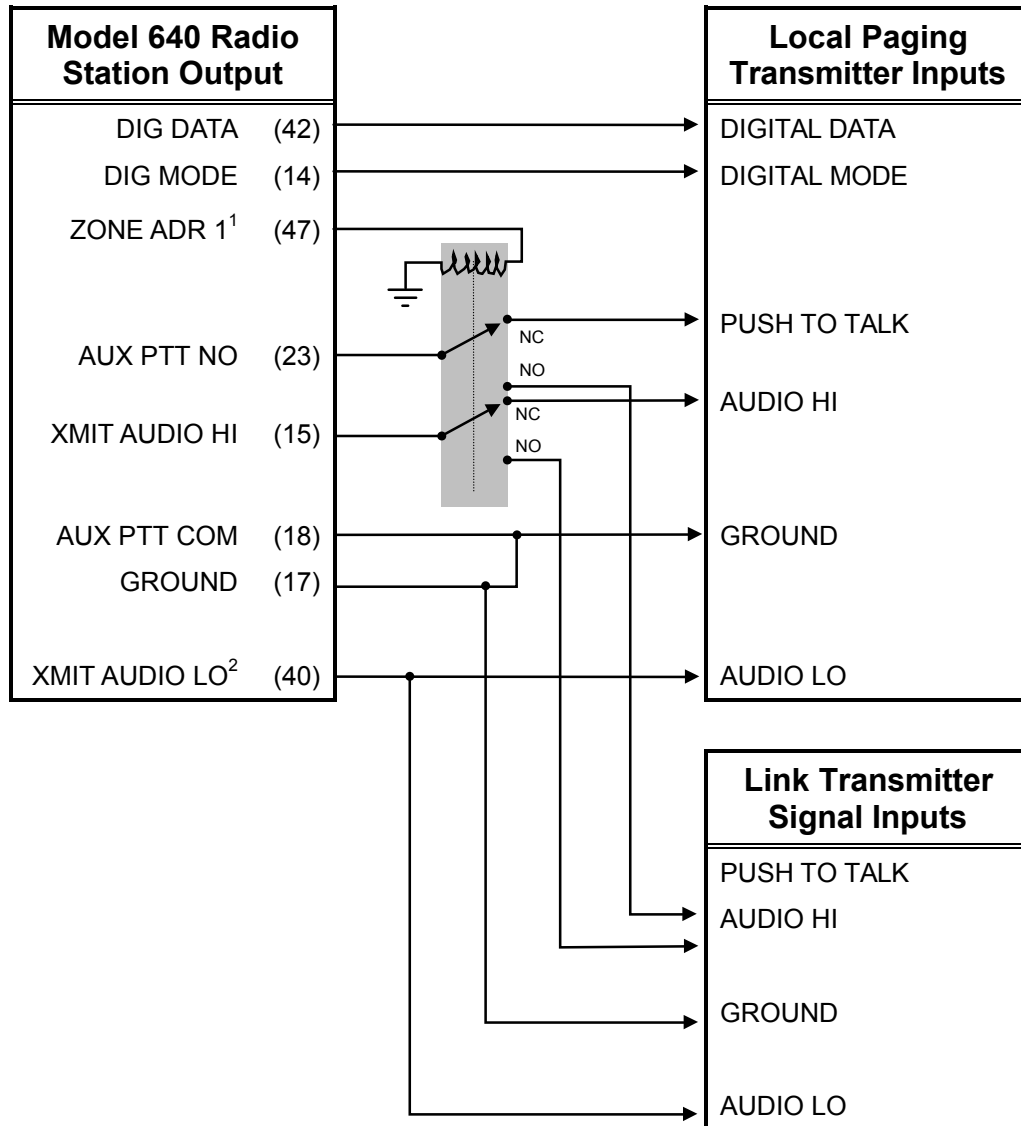 Model 640 Radio
Station Output
DIG DATA (42)
DIG MODE (14)
ZONE ADR 1¹ (47)
AUX PTT NO (23)
XMIT AUDIO HI (15)
AUX PTT COM (18)
GROUND (17)
XMIT AUDIO LO² (40)
NC
NO
NC
NO
Local Paging
Transmitter Inputs
DIGITAL DATA
DIGITAL MODE
PUSH TO TALK
AUDIO HI
GROUND
AUDIO LO
Link Transmitter
Signal Inputs
PUSH TO TALK
AUDIO HI
GROUND
AUDIO LO